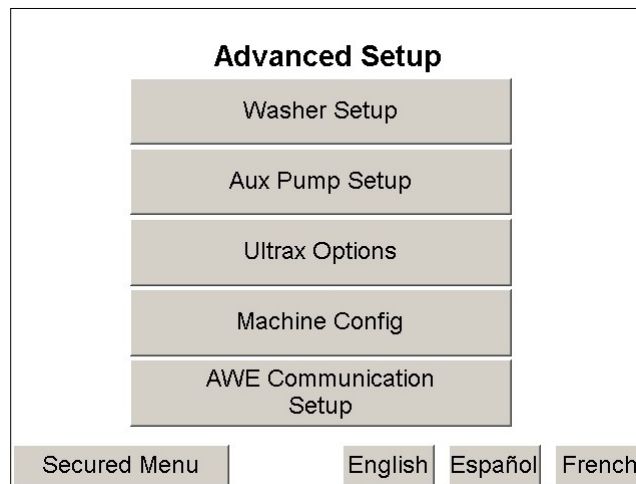 Advanced Setup
Washer Setup
Aux Pump Setup
Ultrax Options
Machine Config
AWE Communication
Setup
Secured Menu English Español French